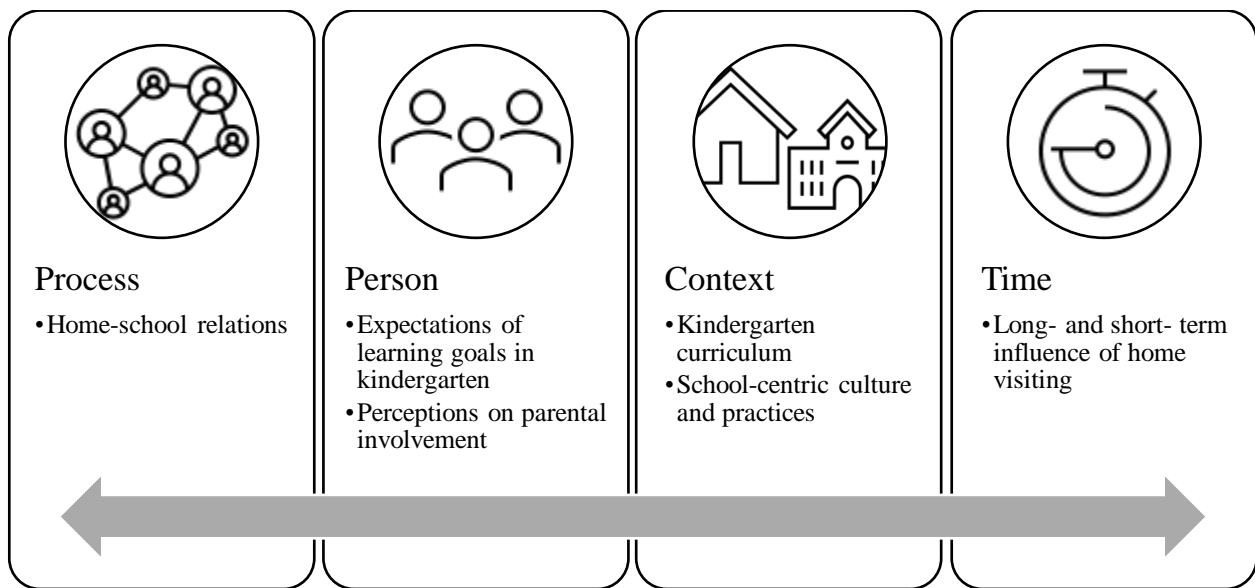 Process
•Home-school relations
Person
•Expectations of
learning goals in
kindergarten
•Perceptions on parental
involvement
Context
•Kindergarten
curriculum
•School-centric culture
and practices
Time
•Long- and short- term
influence of home
visiting